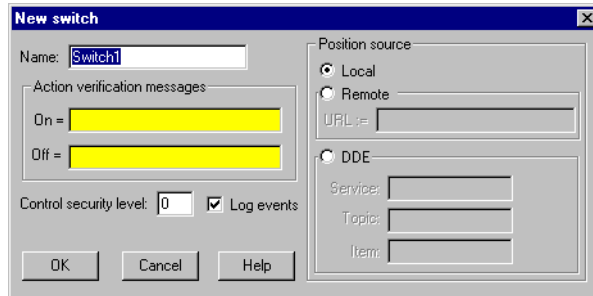 New switch
Name: Switch1
Action verification messages
On =
Off =
Control security level: 0 Log events
OK Cancel Help
Position source
Local
Remote
URL :=
DDE
Service:
Topic:
Item: